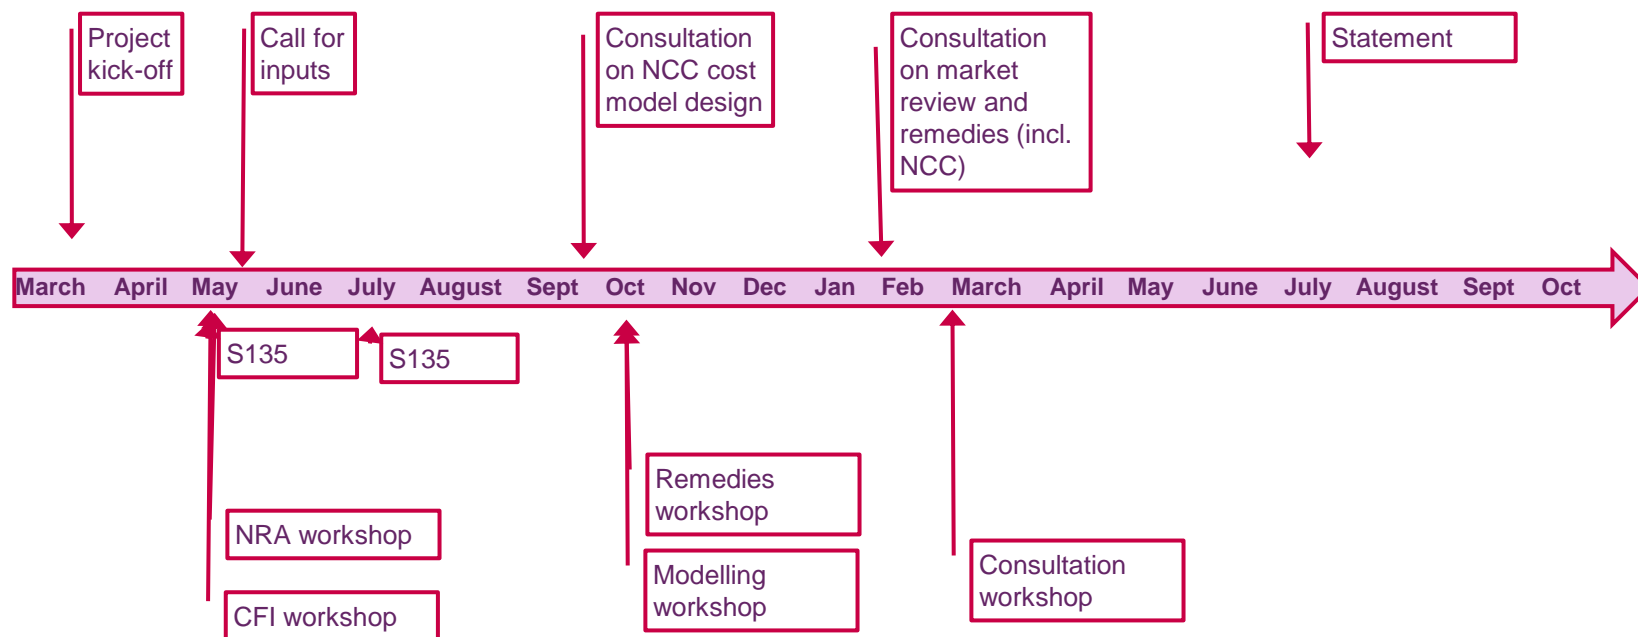 Project
kick-off
Call for
inputs
Consultation
on NCC cost
model design
Consultation
on market
review and
remedies (incl.
NCC)
Statement
March April May June July August Sept Oct Nov Dec Jan Feb March April May June July August Sept Oct
S135
S135
NRA workshop
CFI workshop
Remedies
workshop
Modelling
workshop
Consultation
workshop